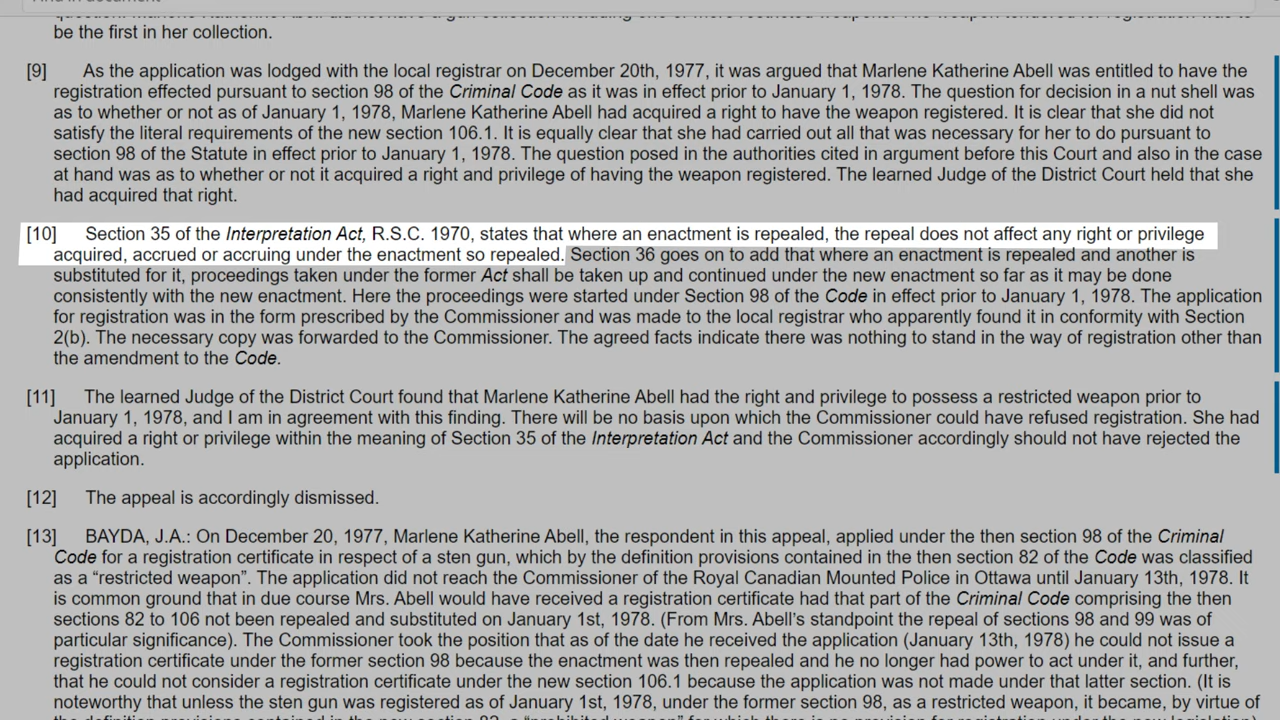 Find in document
be the first in her collection.
[9] As the application was lodged with the local registrar on December 20th, 1977, it was argued that Marlene Katherine Abell was entitled to have the
registration effected pursuant to section 98 of the Criminal Code as it was in effect prior to January 1, 1978. The question for decision in a nut shell was
as to whether or not as of January 1, 1978, Marlene Katherine Abell had acquired a right to have the weapon registered. It is clear that she did not
satisfy the literal requirements of the new section 106.1. It is equally clear that she had carried out all that was necessary for her to do pursuant to
section 98 of the Statute in effect prior to January 1, 1978. The question posed in the authorities cited in argument before this Court and also in the case
at hand was as to whether or not it acquired a right and privilege of having the weapon registered. The learned Judge of the District Court held that she
had acquired that right.
[10] Section 35 of the Interpretation Act, R.S.C. 1970, states that where an enactment is repealed, the repeal does not affect any right or privilege
acquired, accrued or accruing under the enactment so repealed. Section 36 goes on to add that where an enactment is repealed and another is
substituted for it, proceedings taken under the former Act shall be taken up and continued under the new enactment so far as it may be done
consistently with the new enactment. Here the proceedings were started under Section 98 of the Code in effect prior to January 1, 1978. The application
for registration was in the form prescribed by the Commissioner and was made to the local registrar who apparently found it in conformity with Section
2(b). The necessary copy was forwarded to the Commissioner. The agreed facts indicate there was nothing to stand in the way of registration other than
the amendment to the Code.
[11] The learned Judge of the District Court found that Marlene Katherine Abell had the right and privilege to possess a restricted weapon prior to
January 1, 1978, and I am in agreement with this finding. There will be no basis upon which the Commissioner could have refused registration. She had
acquired a right or privilege within the meaning of Section 35 of the Interpretation Act and the Commissioner accordingly should not have rejected the
application.
[12] The appeal is accordingly dismissed.
[13] BAYDA, J.A.: On December 20, 1977, Marlene Katherine Abell, the respondent in this appeal, applied under the then section 98 of the Criminal
Code for a registration certificate in respect of a sten gun, which by the definition provisions contained in the then section 82 of the Code was classified
as a “restricted weapon”. The application did not reach the Commissioner of the Royal Canadian Mounted Police in Ottawa until January 13th, 1978. It
is common ground that in due course Mrs. Abell would have received a registration certificate had that part of the Criminal Code comprising the then
sections 82 to 106 not been repealed and substituted on January 1st, 1978. (From Mrs. Abell’s standpoint the repeal of sections 98 and 99 was of
particular significance). The Commissioner took the position that as of the date he received the application (January 13th, 1978) he could not issue a
registration certificate under the former section 98 because the enactment was then repealed and he no longer had power to act under it, and further,
that he could not consider a registration certificate under the new section 106.1 because the application was not made under that latter section. (It is
noteworthy that unless the sten gun was registered as of January 1st, 1978, under the former section 98, as a restricted weapon, it became, by virtue of